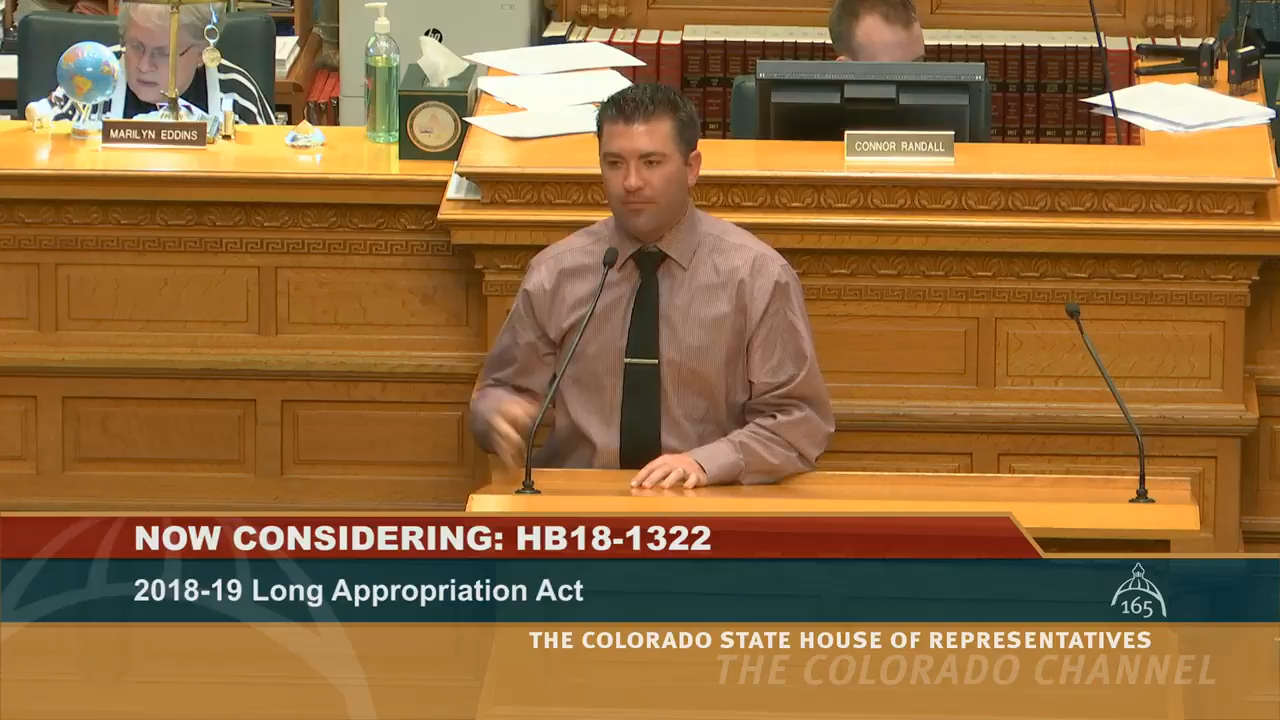 MARILYN EDDINS
CONNOR RANDALL
NOW CONSIDERING: HB18-1322
2018-19 Long Appropriation Act
165
THE COLORADO STATE HOUSE OF REPRESENTATIVES
THE COLORADO CHANNEL